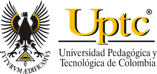 Uptc®
Universidad Pedagógica y
Tecnológica de Colombia